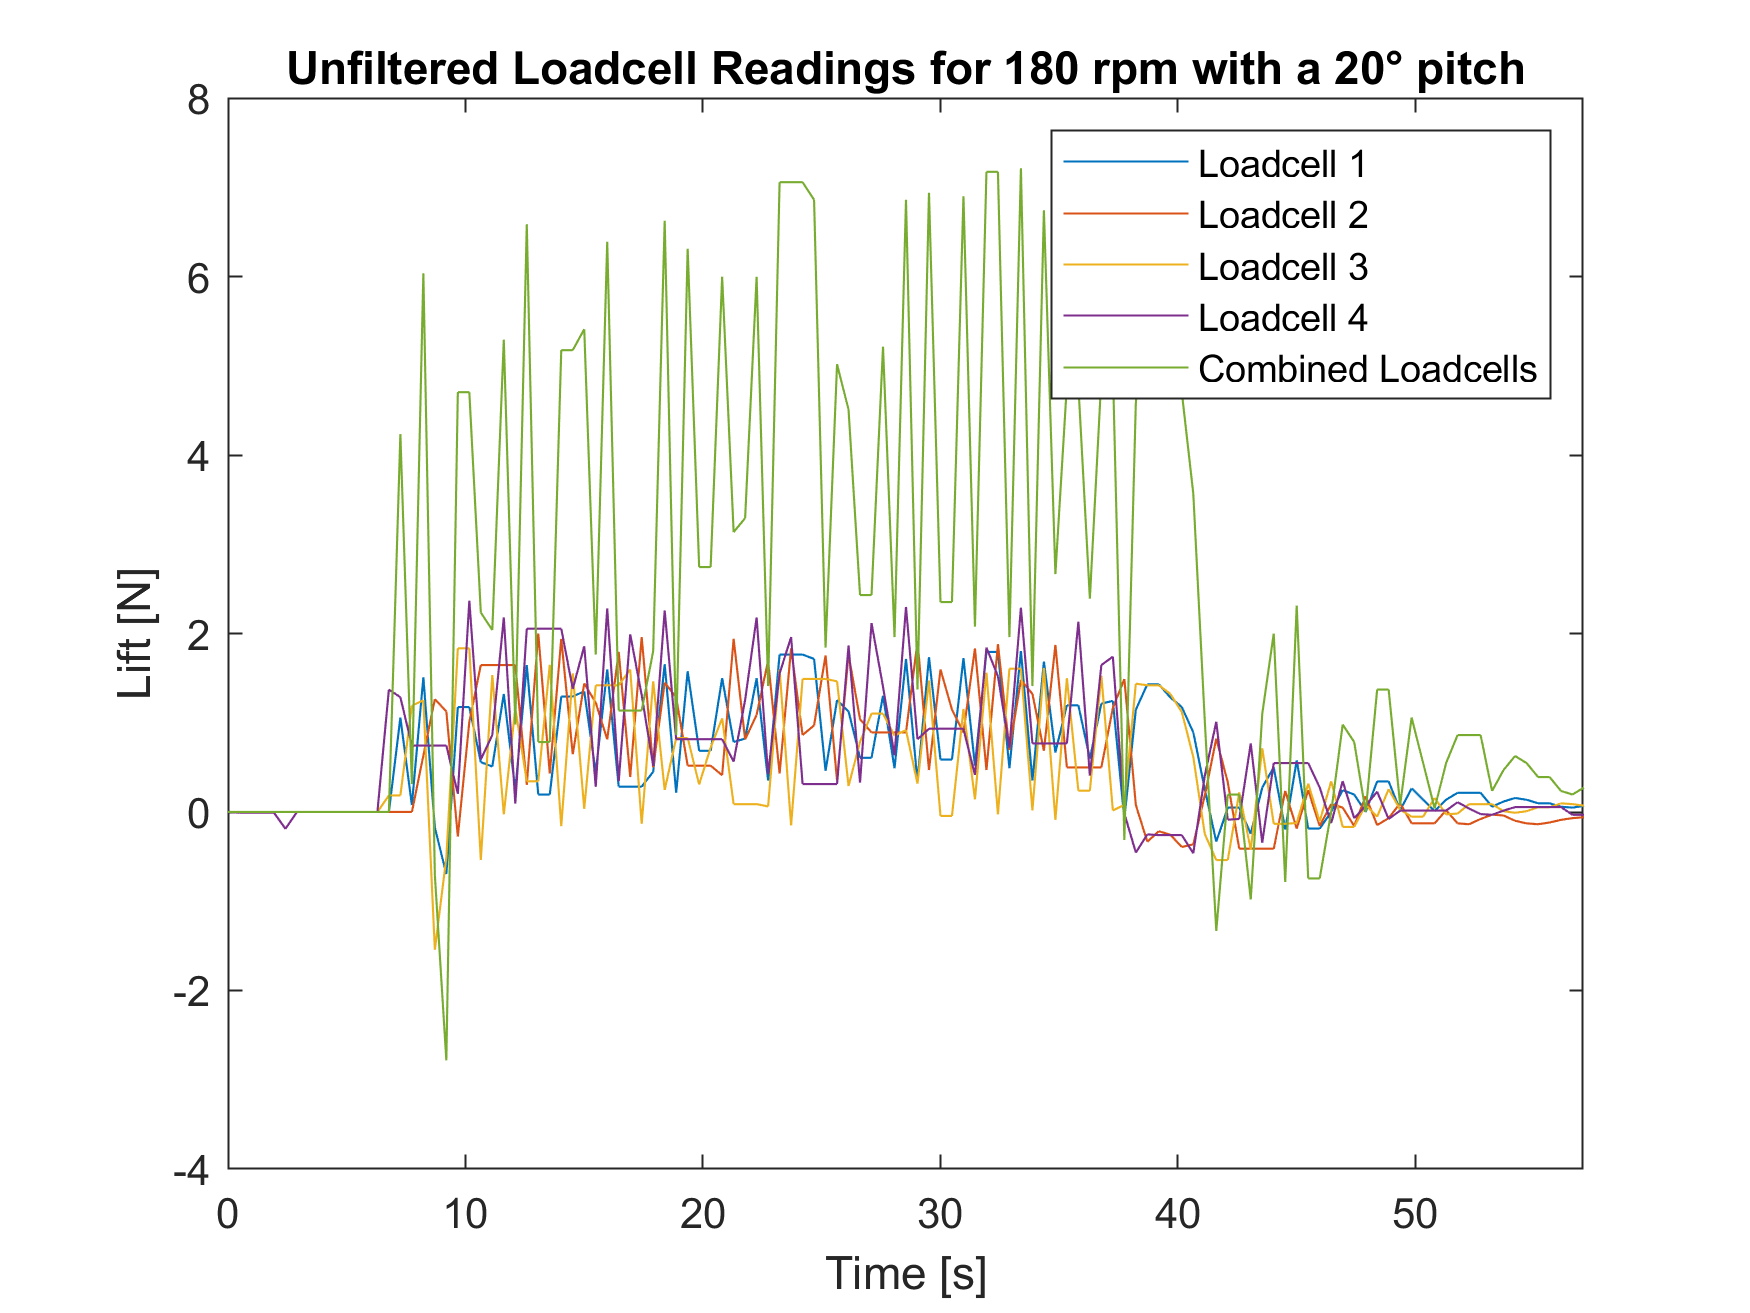 Unfiltered Loadcell Readings for 180 rpm with a 20° pitch
8
6
4
2
0
-2
-4
Lift [N]
Loadcell 1
Loadcell 2
Loadcell 3
Loadcell 4
Combined Loadcells
0 10 20 30 40 50
Time [s]